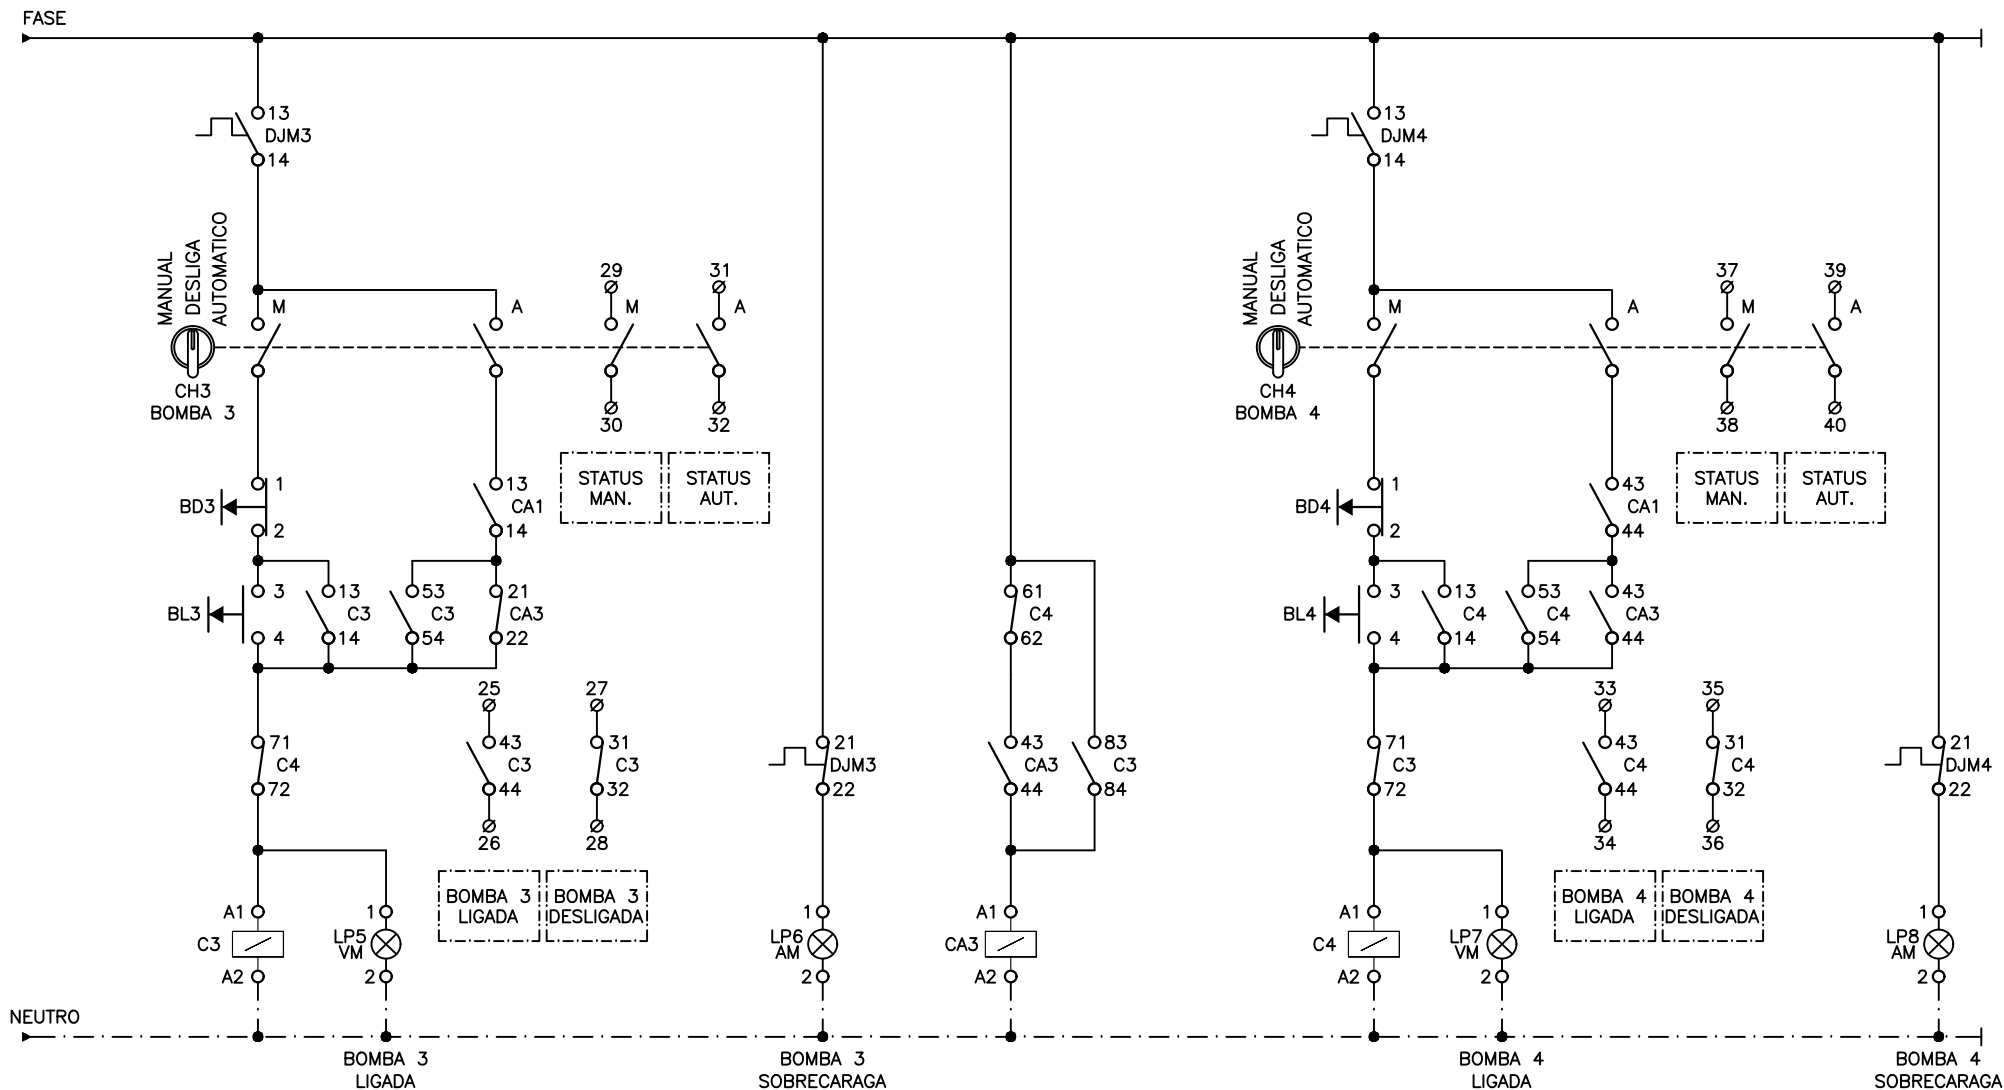 FASE
13
DJM3
14
13
DJM4
14
MANUAL
DESLIGA
AUTOMATICO
M
A
29
M
30
31
A
32
CH3
BOMBA 3
MANUAL
DESLIGA
AUTOMATICO
M
A
37
M
38
39
A
40
CH4
BOMBA 4
STATUS
MAN.
STATUS
AUT.
STATUS
MAN.
STATUS
AUT.
1
BD3
2
13
CA1
14
1
BD4
2
43
CA1
44
3
BL3
4
13
C3
14
53
C3
54
21
CA3
22
61
C4
62
3
BL4
4
13
C4
14
53
C4
54
43
CA3
44
71
C4
72
25
43
C3
44
26
27
31
C3
32
28
21
DJM3
22
43
CA3
44
83
C3
84
71
C3
72
33
43
C4
44
34
35
31
C4
32
36
21
DJM4
22
BOMBA 3
LIGADA
BOMBA 3
DESLIGADA
BOMBA 4
LIGADA
BOMBA 4
DESLIGADA
A1
C3
A2
1
LP5
VM
2
1
LP6
AM
2
A1
CA3
A2
A1
C4
A2
1
LP7
VM
2
1
LP8
AM
2
NEUTRO
BOMBA 3
LIGADA
BOMBA 3
SOBRECARAGA
BOMBA 4
LIGADA
BOMBA 4
SOBRECARAGA